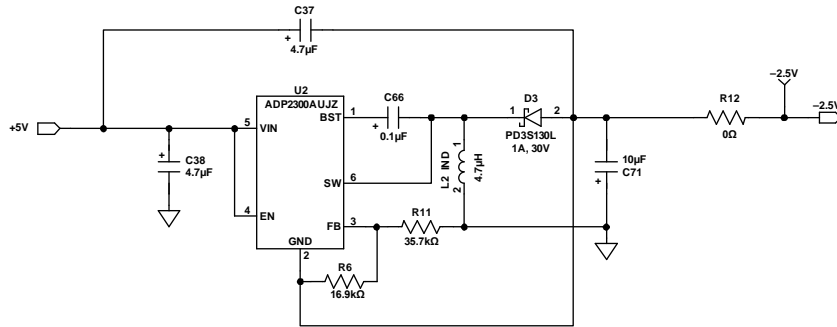 C37
+
4.7µF
–2.5V
U2
ADP2300AUJZ
C66
D3
R12
–2.5V
+5V
5
VIN
BST
1
+
0.1µF
1
2
PD3S130L
1A, 30V
0Ω
+
C38
4.7µF
L2 IND
1
2
4.7µH
10µF
C71
+
SW
6
4
EN
FB
3
R11
35.7kΩ
GND
2
R6
16.9kΩ